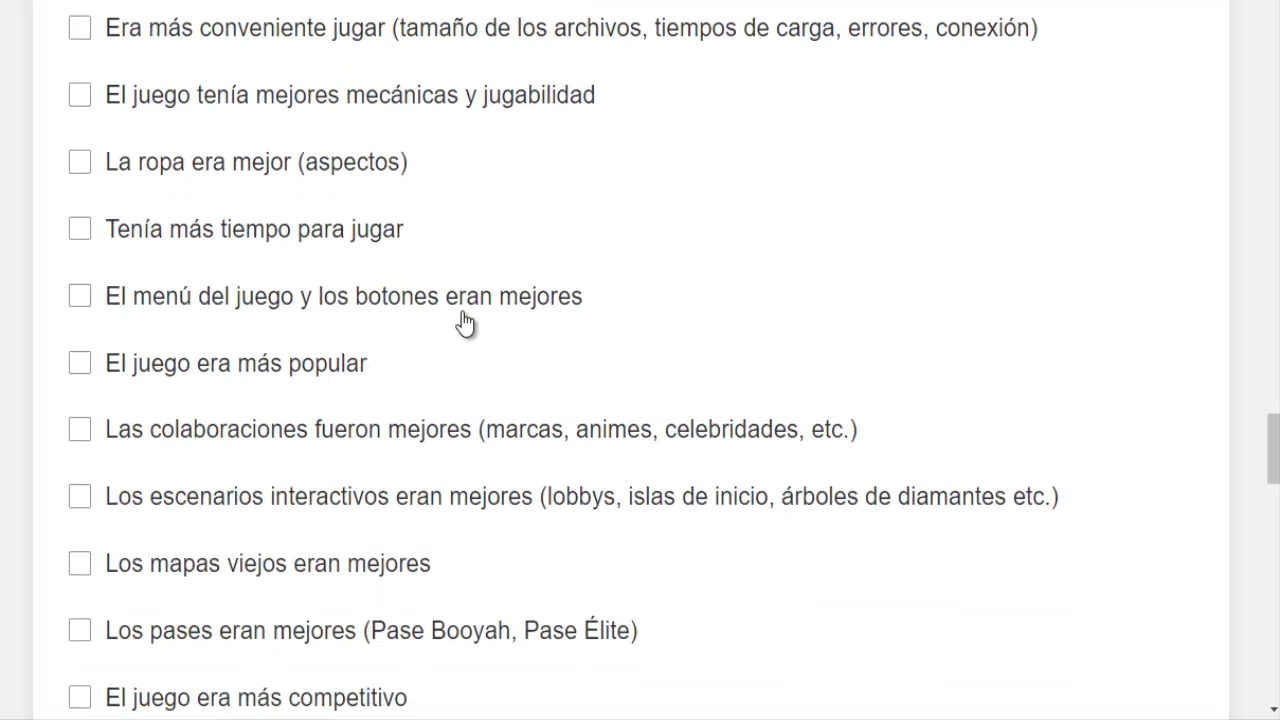 Era más conveniente jugar (tamaño de los archivos, tiempos de carga, errores, conexión)
El juego tenía mejores mecánicas y jugabilidad
La ropa era mejor (aspectos)
Tenía más tiempo para jugar
El menú del juego y los botones eran mejores
El juego era más popular
Las colaboraciones fueron mejores (marcas, animes, celebridades, etc.)
Los escenarios interactivos eran mejores (lobbys, islas de inicio, árboles de diamantes etc.)
Los mapas viejos eran mejores
Los pases eran mejores (Pase Booyah, Pase Élite)
El juego era más competitivo